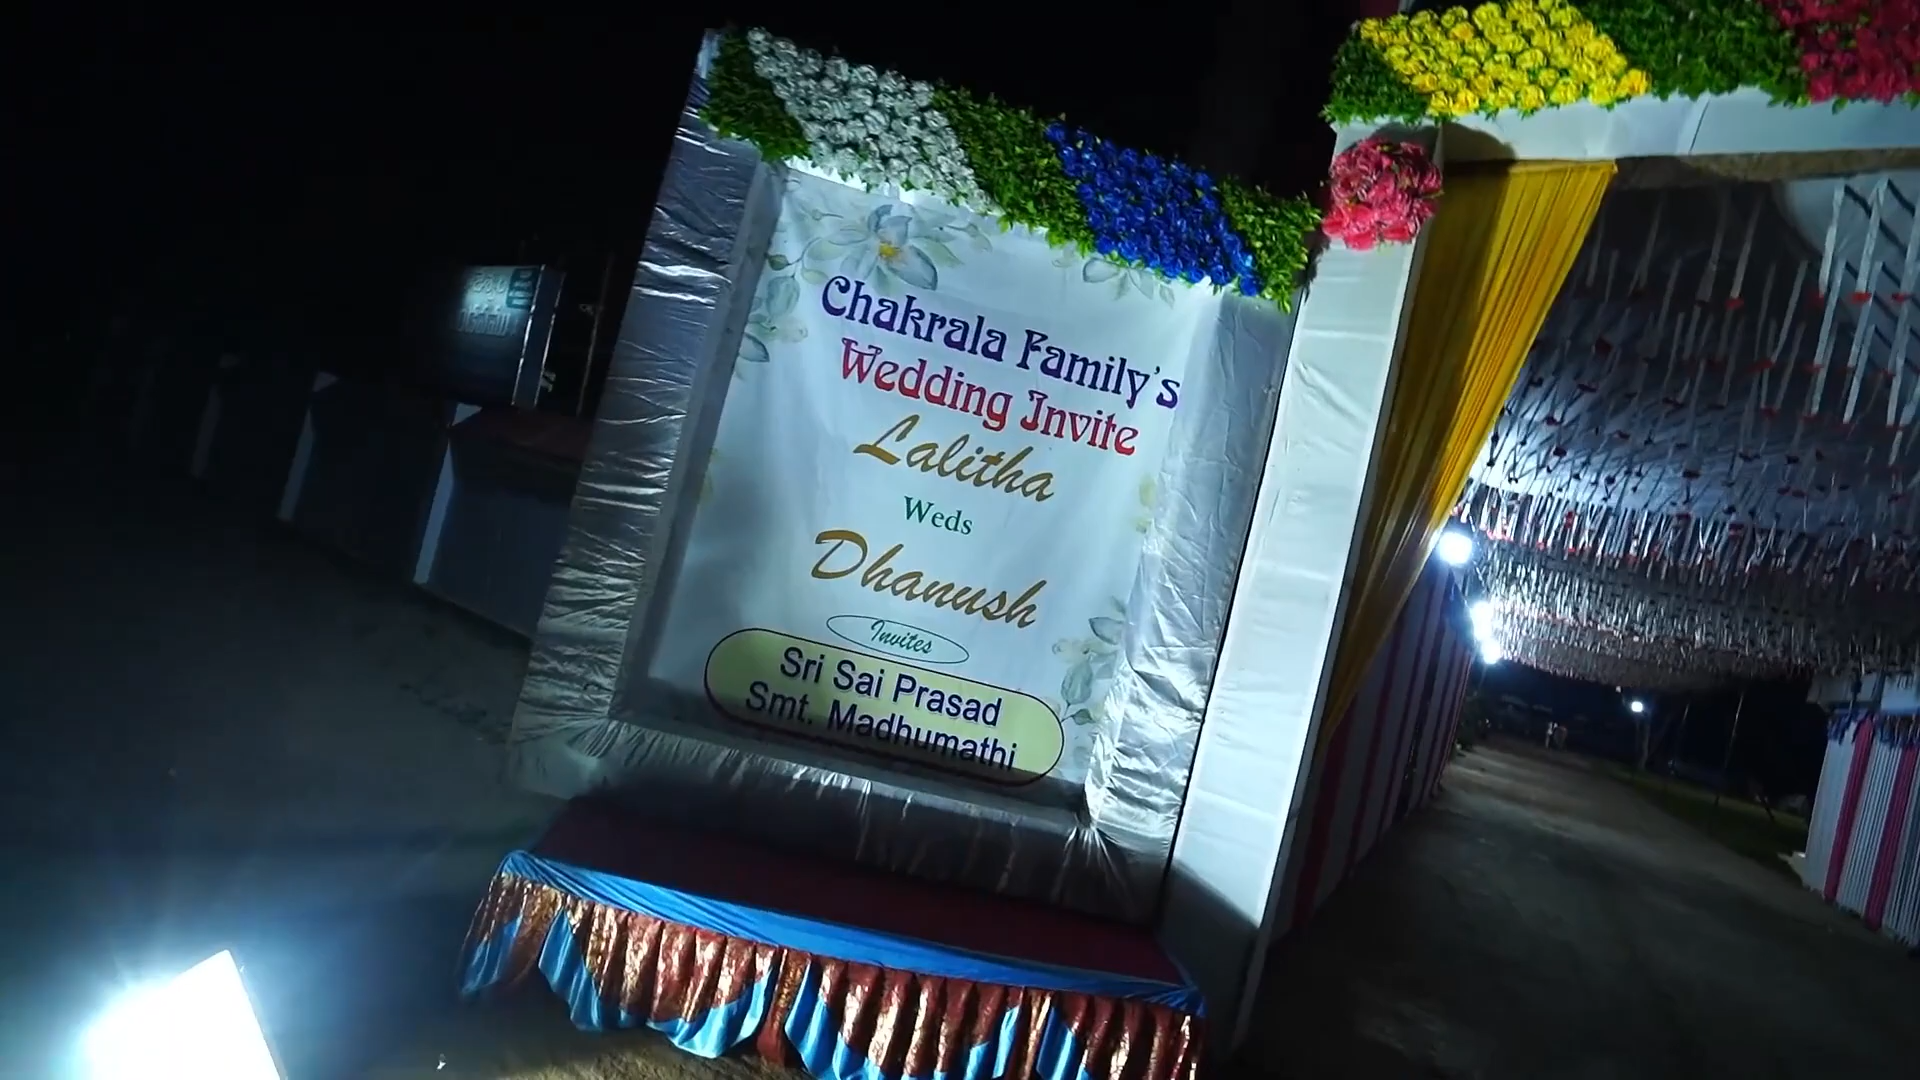 Chakrala Family's
Wedding Invite
Lalitha
Weds
Dhanush
Invites
Sri Sai Prasad
Smt. Madhumathi